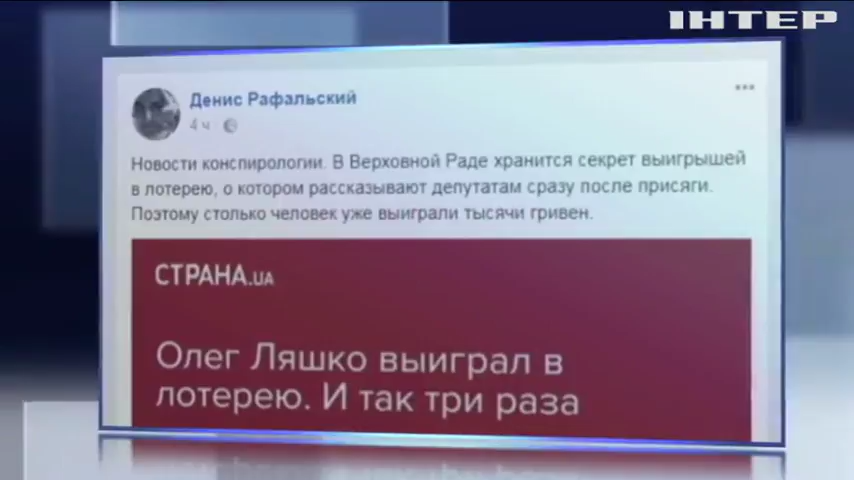 ІНТЕР
Денис Рафальский
4 ч
Новости конспирологии. В Верховной Раде хранится секрет выигрышей
в лотерею, о котором рассказывают депутатам сразу после присяги.
Поэтому столько человек уже выиграли тысячи гривен.
СТРАНА.UA
Олег Ляшко выиграл в
лотерею. И так три раза